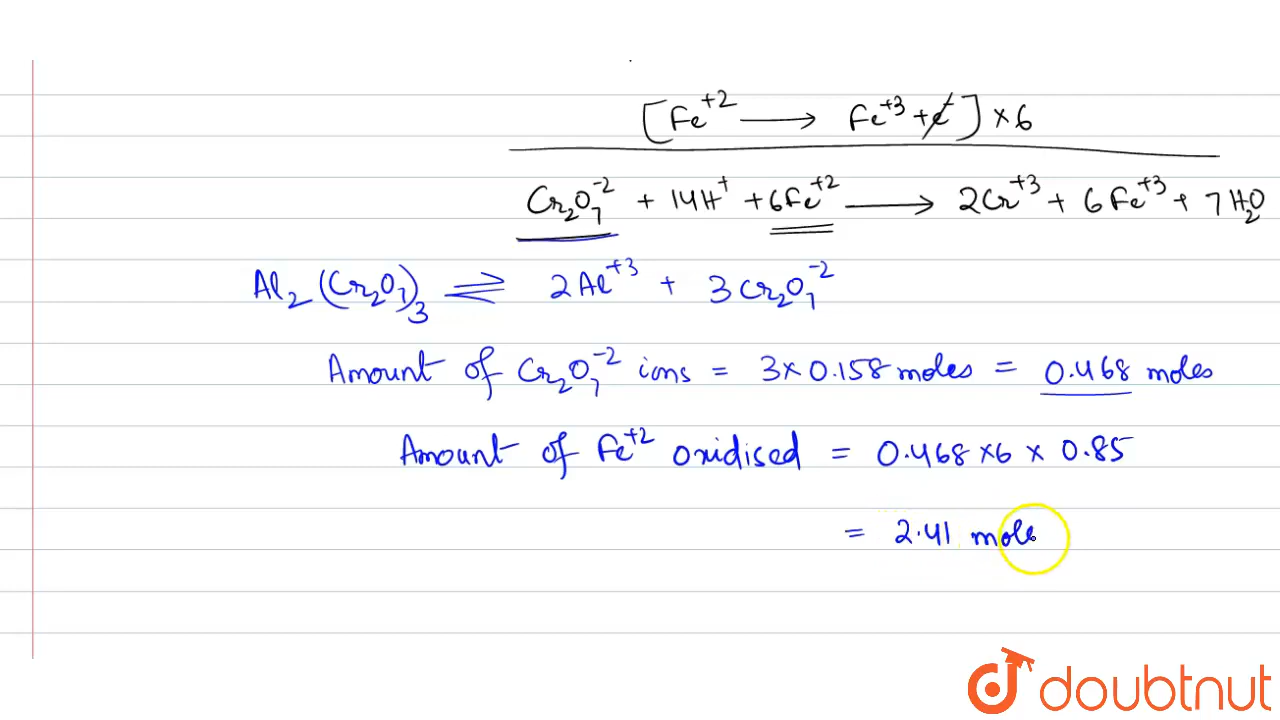 [Fe⁺² ⟶ Fe⁺³ + e⁻] × 6
Cr₂O₇⁻² + 14H⁺ + 6Fe⁺² ⟶ 2Cr⁺³ + 6Fe⁺³ + 7H₂O
Al₂(Cr₂O₇)₃ ⇌ 2Al⁺³ + 3Cr₂O₇⁻²
Amount of Cr₂O₇⁻² ions = 3 × 0.158 moles = 0.468 moles
Amount of Fe⁺² oxidised = 0.468 × 6 × 0.85
= 2.41 mole
doubtnut